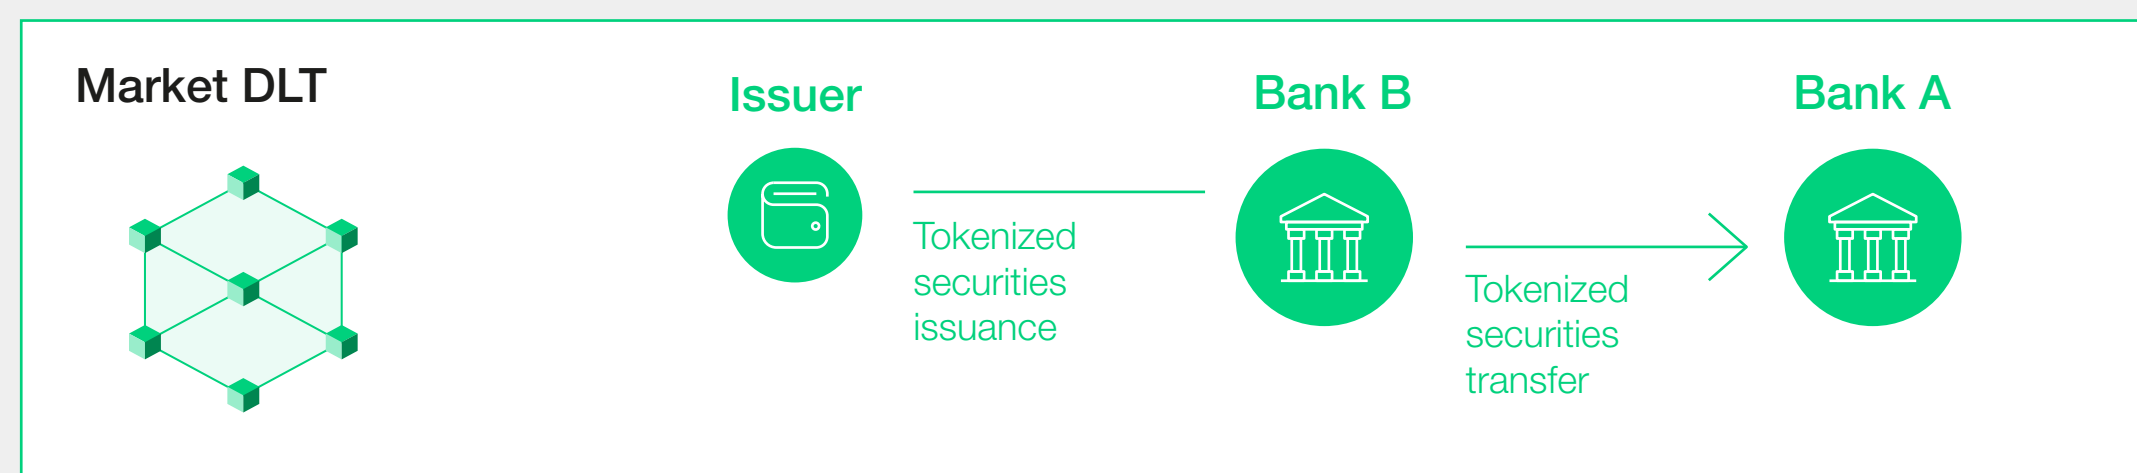 Market DLT
Issuer
Bank B
Bank A
Tokenized
securities
issuance
Tokenized
securities
transfer